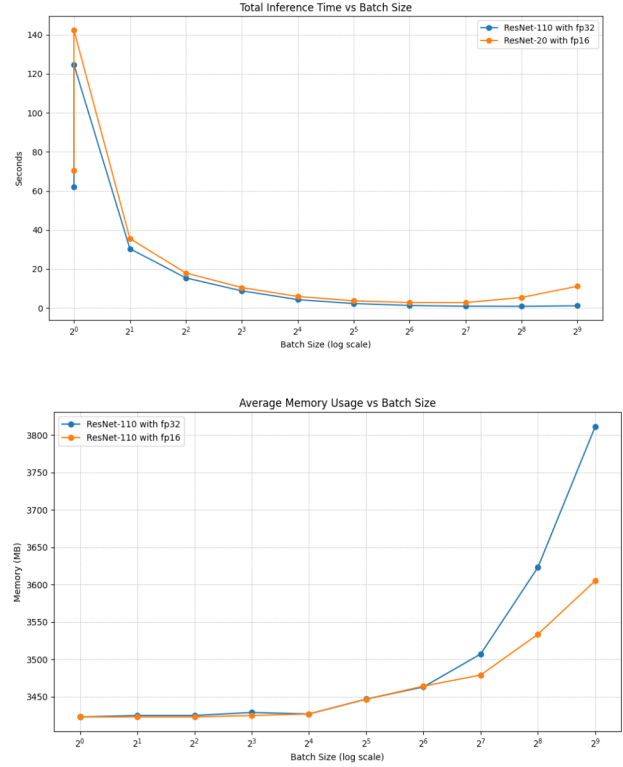 Total Inference Time vs Batch Size
ResNet-110 with fp32
ResNet-20 with fp16
140
120
100
80
60
40
20
0
Seconds
2⁰ 2¹ 2² 2³ 2⁴ 2⁵ 2⁶ 2⁷ 2⁸ 2⁹
Batch Size (log scale)
Average Memory Usage vs Batch Size
ResNet-110 with fp32
ResNet-110 with fp16
3800
3750
3700
3650
3600
3550
3500
3450
Memory (MB)
2⁰ 2¹ 2² 2³ 2⁴ 2⁵ 2⁶ 2⁷ 2⁸ 2⁹
Batch Size (log scale)